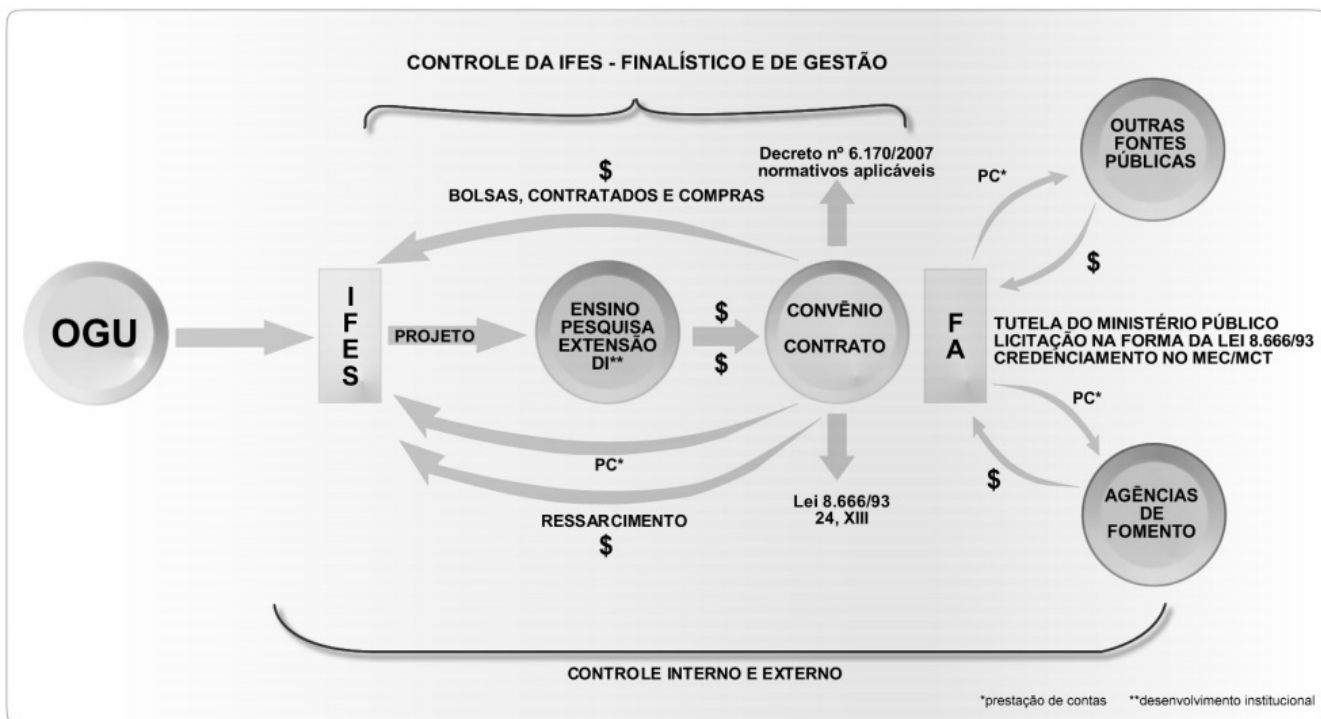 CONTROLE DA IFES - FINALÍSTICO E DE GESTÃO
$
BOLSAS, CONTRATADOS E COMPRAS
Decreto nº 6.170/2007
normativos aplicáveis
OUTRAS
FONTES
PÚBLICAS
PC*
$
OGU
I
F
E
S
PROJETO
ENSINO
PESQUISA
EXTENSÃO
DI**
$
$
CONVÊNIO
CONTRATO
F
A
TUTELA DO MINISTÉRIO PÚBLICO
LICITAÇÃO NA FORMA DA LEI 8.666/93
CREDENCIAMENTO NO MEC/MCT
PC*
$
AGÊNCIAS
DE
FOMENTO
PC*
RESSARCIMENTO
$
Lei 8.666/93
24, XIII
CONTROLE INTERNO E EXTERNO
*prestação de contas **desenvolvimento institucional